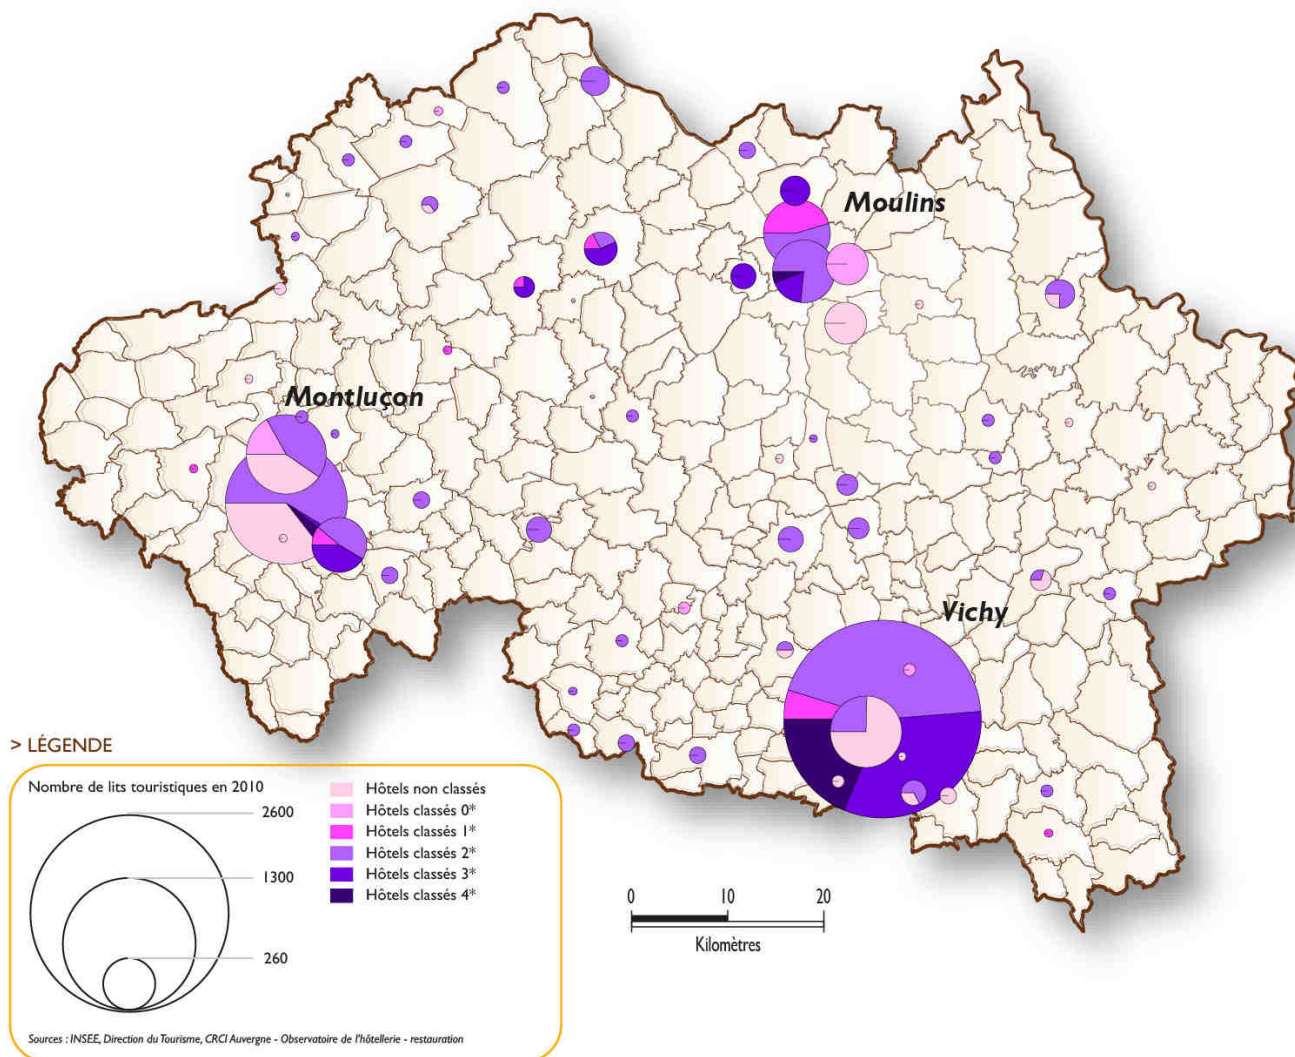 Moulins
Montluçon
Vichy
> LÉGENDE
Nombre de lits touristiques en 2010
2600
1300
260
Hôtels non classés
Hôtels classés 0*
Hôtels classés 1*
Hôtels classés 2*
Hôtels classés 3*
Hôtels classés 4*
Sources : INSEE, Direction du Tourisme, CRCI Auvergne - Observatoire de l'hôtellerie - restauration
0 10 20
Kilomètres